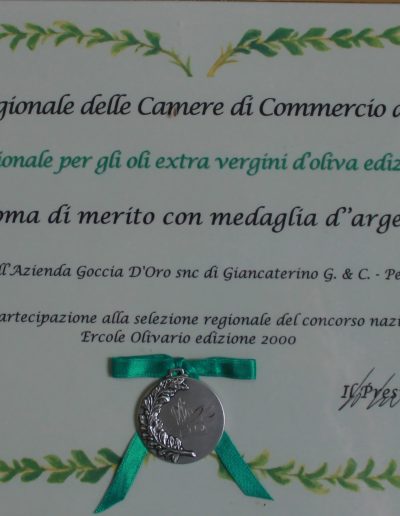 gionale delle Camere di Commercio d
ionale per gli oli extra vergini d'oliva ediz
oma di merito con medaglia d''arge
ll'Azienda Goccia D'Oro snc di Giancaterino G. & C. - Pe
artecipazione alla selezione regionale del concorso nazi
Ercole Olivario edizione 2000
Il Pres